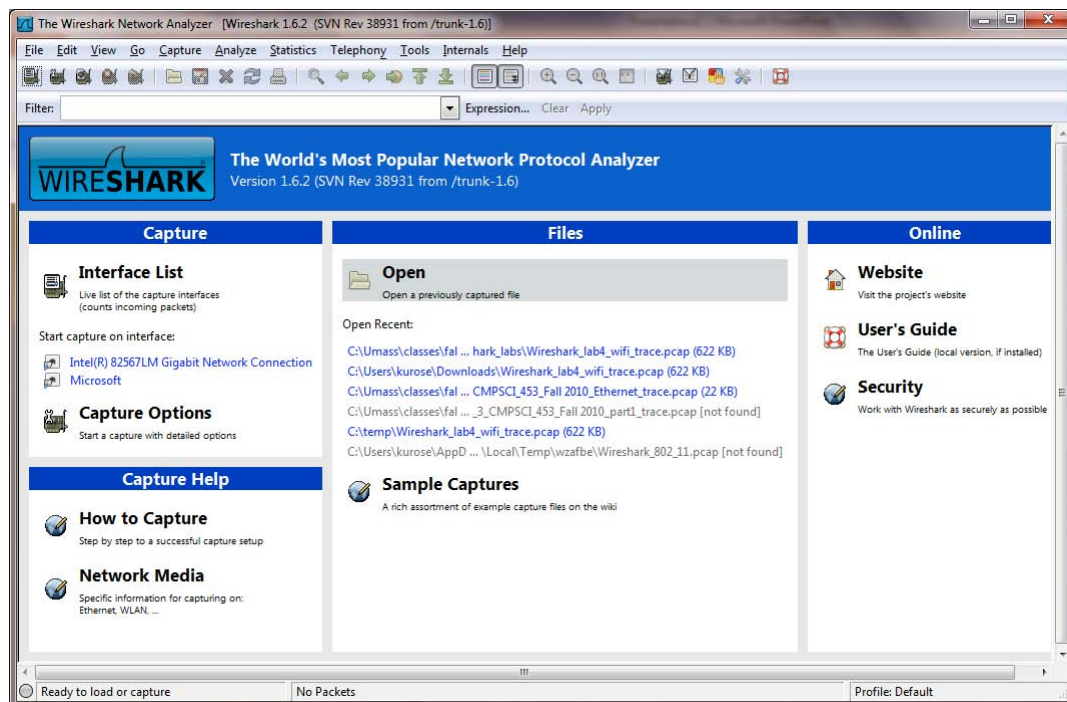 The Wireshark Network Analyzer [Wireshark 1.6.2 (SVN Rev 38931 from /trunk-1.6)]
File Edit View Go Capture Analyze Statistics Telephony Tools Internals Help
Filter: Expression... Clear Apply
WIRESHARK
The World's Most Popular Network Protocol Analyzer
Version 1.6.2 (SVN Rev 38931 from /trunk-1.6)
Capture
Interface List
Live list of the capture interfaces
(counts incoming packets)
Start capture on interface:
Intel(R) 82567LM Gigabit Network Connection
Microsoft
Capture Options
Start a capture with detailed options
Capture Help
How to Capture
Step by step to a successful capture setup
Network Media
Specific information for capturing on:
Ethernet, WLAN, ...
Files
Open
Open a previously captured file
Open Recent:
C:\Umass\classes\fal ... hark_labs\Wireshark_lab4_wifi_trace.pcap (622 KB)
C:\Users\kurose\Downloads\Wireshark_lab4_wifi_trace.pcap (622 KB)
C:\Umass\classes\fal ... CMPSCI_453_Fall 2010_Ethernet_trace.pcap (22 KB)
C:\Umass\classes\fal ... _3_CMPSCI_453_Fall 2010_part1_trace.pcap [not found]
C:\temp\Wireshark_lab4_wifi_trace.pcap (622 KB)
C:\Users\kurose\AppD ... \Local\Temp\wzafbe\Wireshark_802_11.pcap [not found]
Sample Captures
A rich assortment of example capture files on the wiki
Online
Website
Visit the project's website
User's Guide
The User's Guide (local version, if installed)
Security
Work with Wireshark as securely as possible
Ready to load or capture
No Packets
Profile: Default